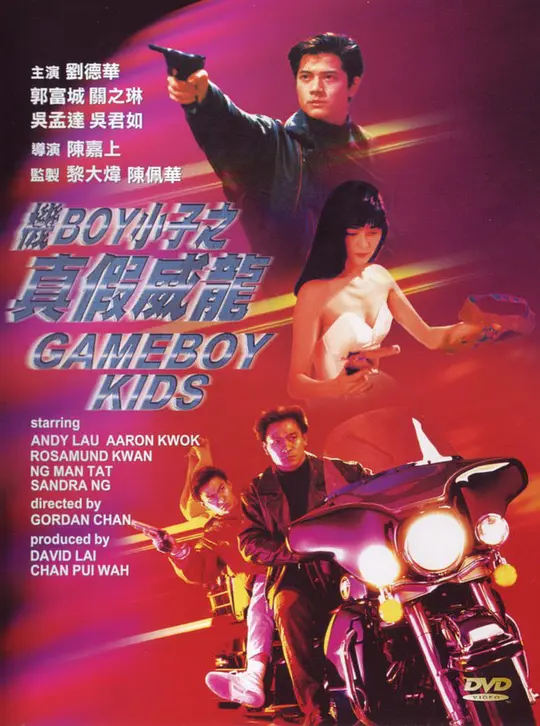 主演 劉德華
郭富城 關之琳
吳孟達 吳君如
導演 陳嘉上
監製 黎大煒 陳佩華
機BOY小子之
真假威龍
GAMEBOY
KIDS
starring
ANDY LAU AARON KWOK
ROSAMUND KWAN
NG MAN TAT
SANDRA NG
directed by
GORDAN CHAN
produced by
DAVID LAI
CHAN PUI WAH
DVD
VIDEO